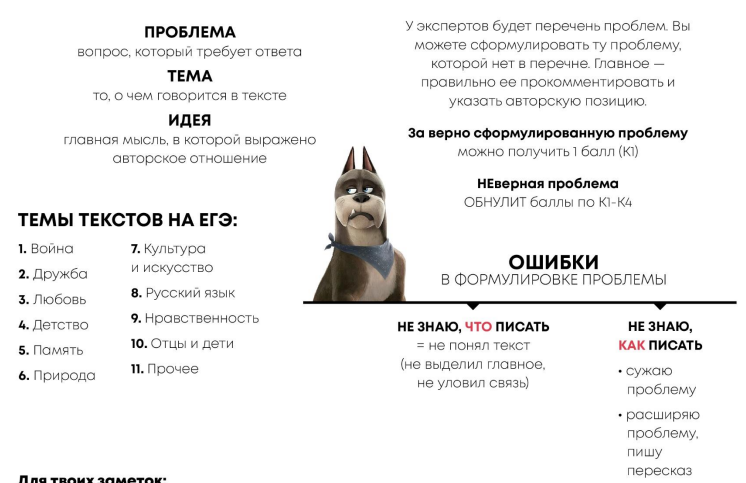 ПРОБЛЕМА
вопрос, который требует ответа
ТЕМА
то, о чем говорится в тексте
ИДЕЯ
главная мысль, в которой выражено
авторское отношение
У экспертов будет перечень проблем. Вы
можете сформулировать ту проблему,
которой нет в перечне. Главное —
правильно ее прокомментировать и
указать авторскую позицию.
За верно сформулированную проблему
можно получить 1 балл (К1)
НЕверная проблема
ОБНУЛИТ баллы по К1-К4
ТЕМЫ ТЕКСТОВ НА ЕГЭ:
1. Война
2. Дружба
3. Любовь
4. Детство
5. Память
6. Природа
7. Культура
и искусство
8. Русский язык
9. Нравственность
10. Отцы и дети
11. Прочее
ОШИБКИ
В ФОРМУЛИРОВКЕ ПРОБЛЕМЫ
НЕ ЗНАЮ, ЧТО ПИСАТЬ
= не понял текст
(не выделил главное,
не уловил связь)
НЕ ЗНАЮ,
КАК ПИСАТЬ
• сужаю
проблему
• расширяю
проблему,
пишу
пересказ
Для твоих заметок: